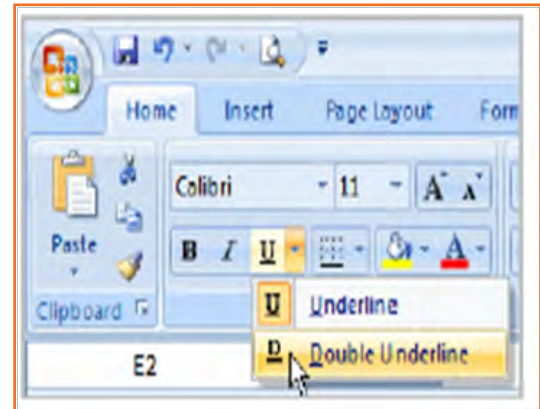 Home Insert Page Layout Form
Calibri 11 A A
Paste B I U A
Clipboard
U Underline
E2 D Double Underline